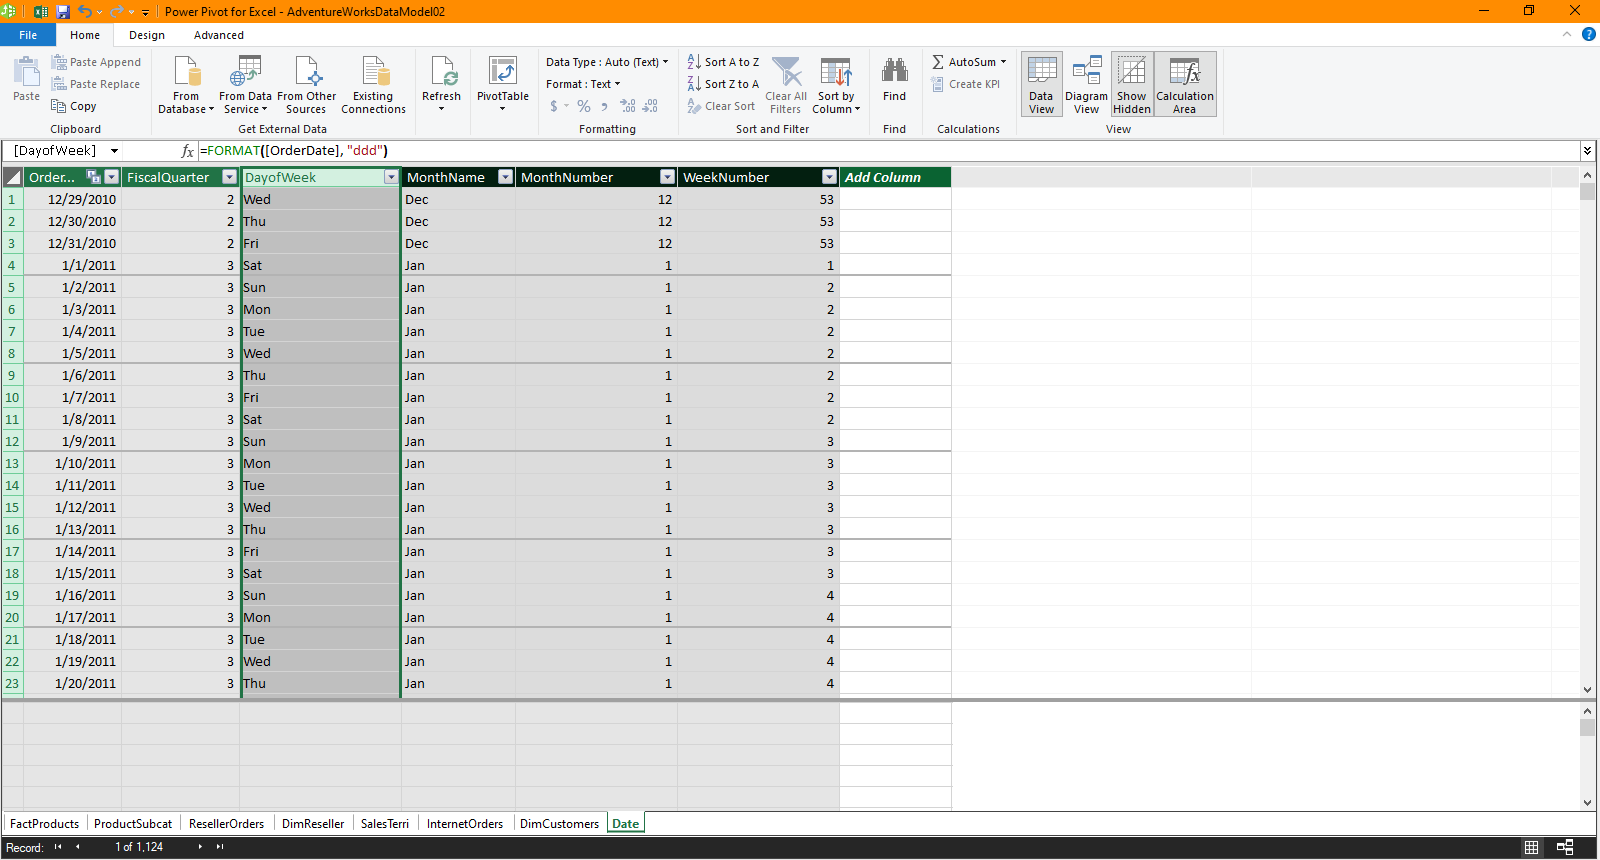 Power Pivot for Excel - AdventureWorksDataModel02
File Home Design Advanced
Paste
Paste Append
Paste Replace
Copy
Clipboard
From Database
From Data Service
From Other Sources
Existing Connections
Get External Data
Refresh
PivotTable
Data Type : Auto (Text)
Format : Text
$ % , .00 .00
Formatting
Sort A to Z
Sort Z to A
Clear Sort
Clear All Filters
Sort by Column
Sort and Filter
Find
Find
AutoSum
Create KPI
Calculations
Data View
Diagram View
Show Hidden
Calculation Area
View
[DayofWeek] fx =FORMAT([OrderDate], "ddd")
Order... FiscalQuarter DayofWeek MonthName MonthNumber WeekNumber Add Column
1 12/29/2010 2 Wed Dec 12 53
2 12/30/2010 2 Thu Dec 12 53
3 12/31/2010 2 Fri Dec 12 53
4 1/1/2011 3 Sat Jan 1 1
5 1/2/2011 3 Sun Jan 1 2
6 1/3/2011 3 Mon Jan 1 2
7 1/4/2011 3 Tue Jan 1 2
8 1/5/2011 3 Wed Jan 1 2
9 1/6/2011 3 Thu Jan 1 2
10 1/7/2011 3 Fri Jan 1 2
11 1/8/2011 3 Sat Jan 1 2
12 1/9/2011 3 Sun Jan 1 3
13 1/10/2011 3 Mon Jan 1 3
14 1/11/2011 3 Tue Jan 1 3
15 1/12/2011 3 Wed Jan 1 3
16 1/13/2011 3 Thu Jan 1 3
17 1/14/2011 3 Fri Jan 1 3
18 1/15/2011 3 Sat Jan 1 3
19 1/16/2011 3 Sun Jan 1 4
20 1/17/2011 3 Mon Jan 1 4
21 1/18/2011 3 Tue Jan 1 4
22 1/19/2011 3 Wed Jan 1 4
23 1/20/2011 3 Thu Jan 1 4
FactProducts ProductSubcat ResellerOrders DimReseller SalesTerri InternetOrders DimCustomers Date
Record: 1 of 1,124